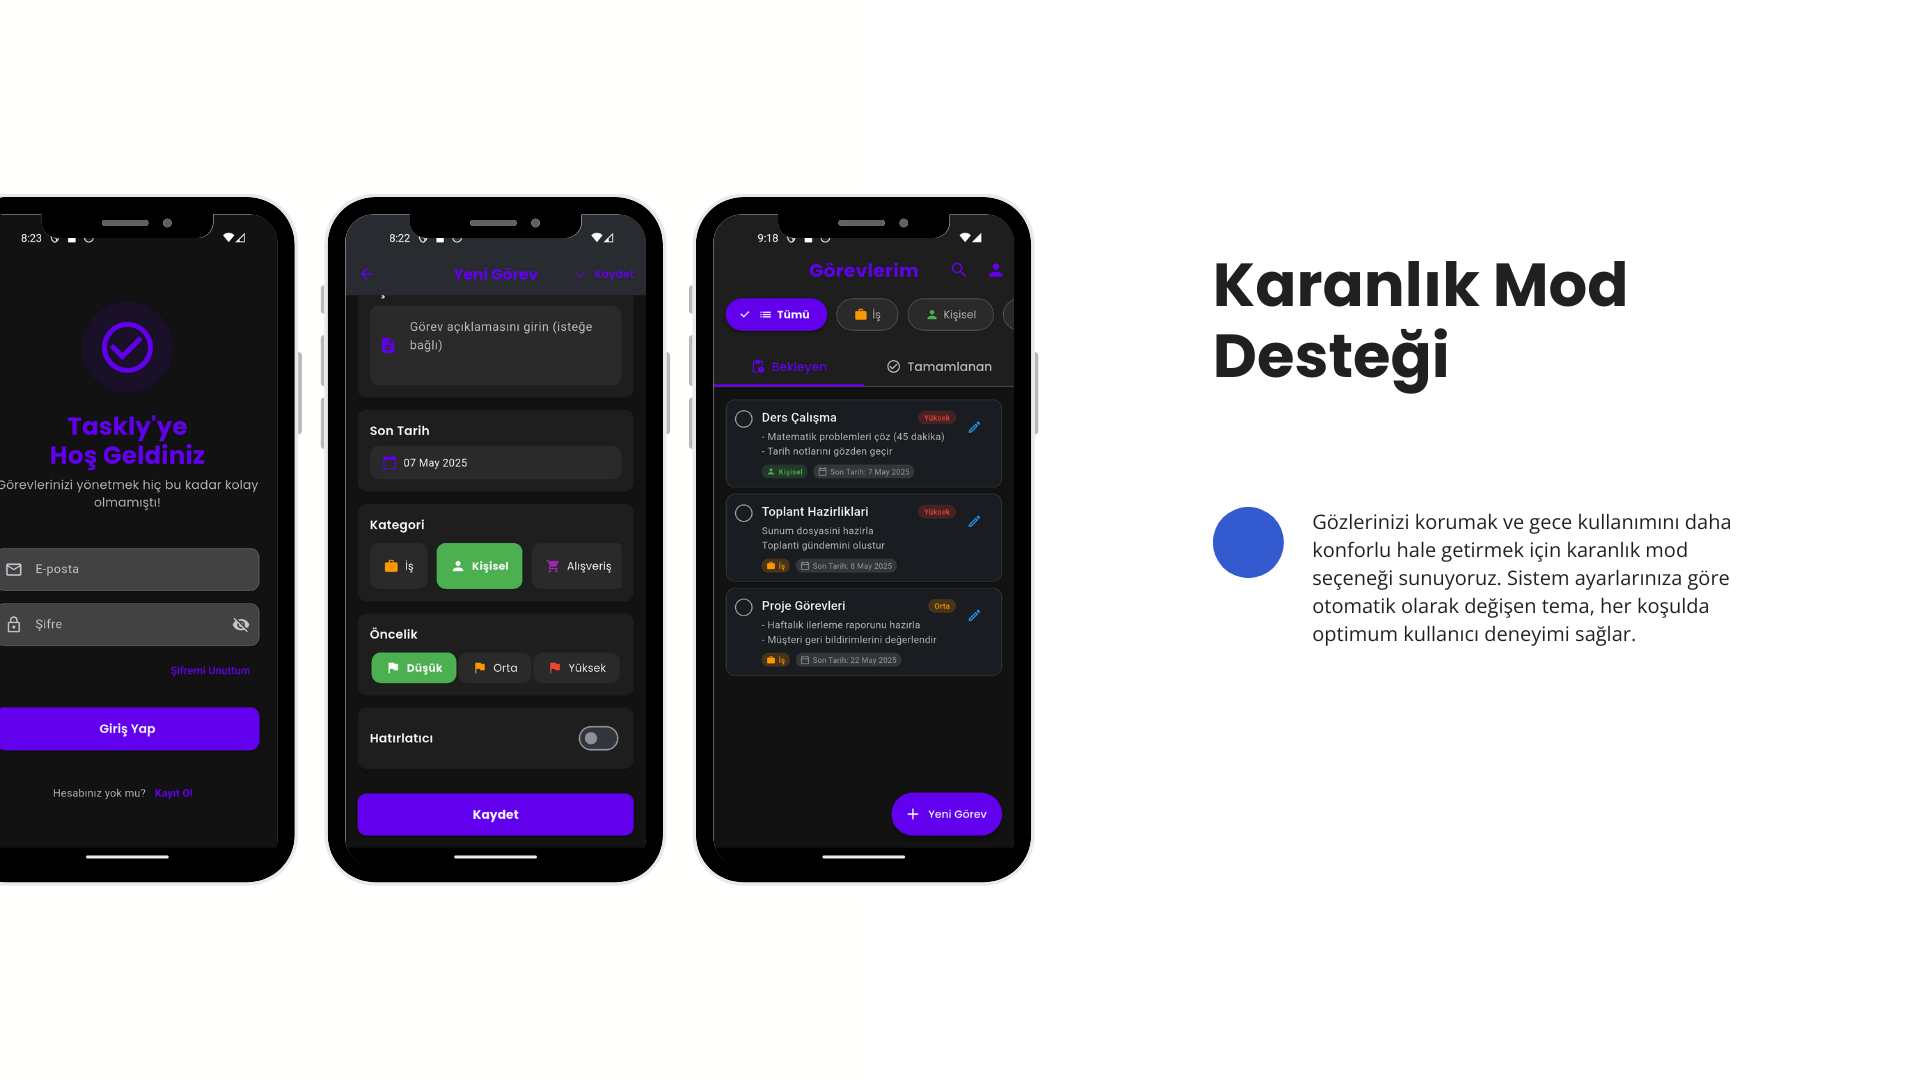 8:23
Taskly'ye
Hoş Geldiniz
Görevlerinizi yönetmek hiç bu kadar kolay
olmamıştı!
E-posta
Şifre
Şifremi Unuttum
Giriş Yap
Hesabınız yok mu? Kayıt Ol
8:22
Yeni Görev
Kaydet
Görev açıklamasını girin (isteğe
bağlı)
Son Tarih
07 May 2025
Kategori
İş
Kişisel
Alışveriş
Öncelik
Düşük
Orta
Yüksek
Hatırlatıcı
Kaydet
9:18
Görevlerim
Tümü
İş
Kişisel
Bekleyen
Tamamlanan
Ders Çalışma
Yüksek
- Matematik problemleri çöz (45 dakika)
- Tarih notlarını gözden geçir
Kişisel
Son Tarih: 7 May 2025
Toplant Hazirliklari
Yüksek
Sunum dosyasini hazirla
Toplanti gündemini olustur
İş
Son Tarih: 8 May 2025
Proje Görevleri
Orta
- Haftalık ilerleme raporunu hazırla
- Müşteri geri bildirimlerini değerlendir
İş
Son Tarih: 22 May 2025
Yeni Görev
Karanlık Mod
Desteği
Gözlerinizi korumak ve gece kullanımını daha
konforlu hale getirmek için karanlık mod
seçeneği sunuyoruz. Sistem ayarlarınıza göre
otomatik olarak değişen tema, her koşulda
optimum kullanıcı deneyimi sağlar.